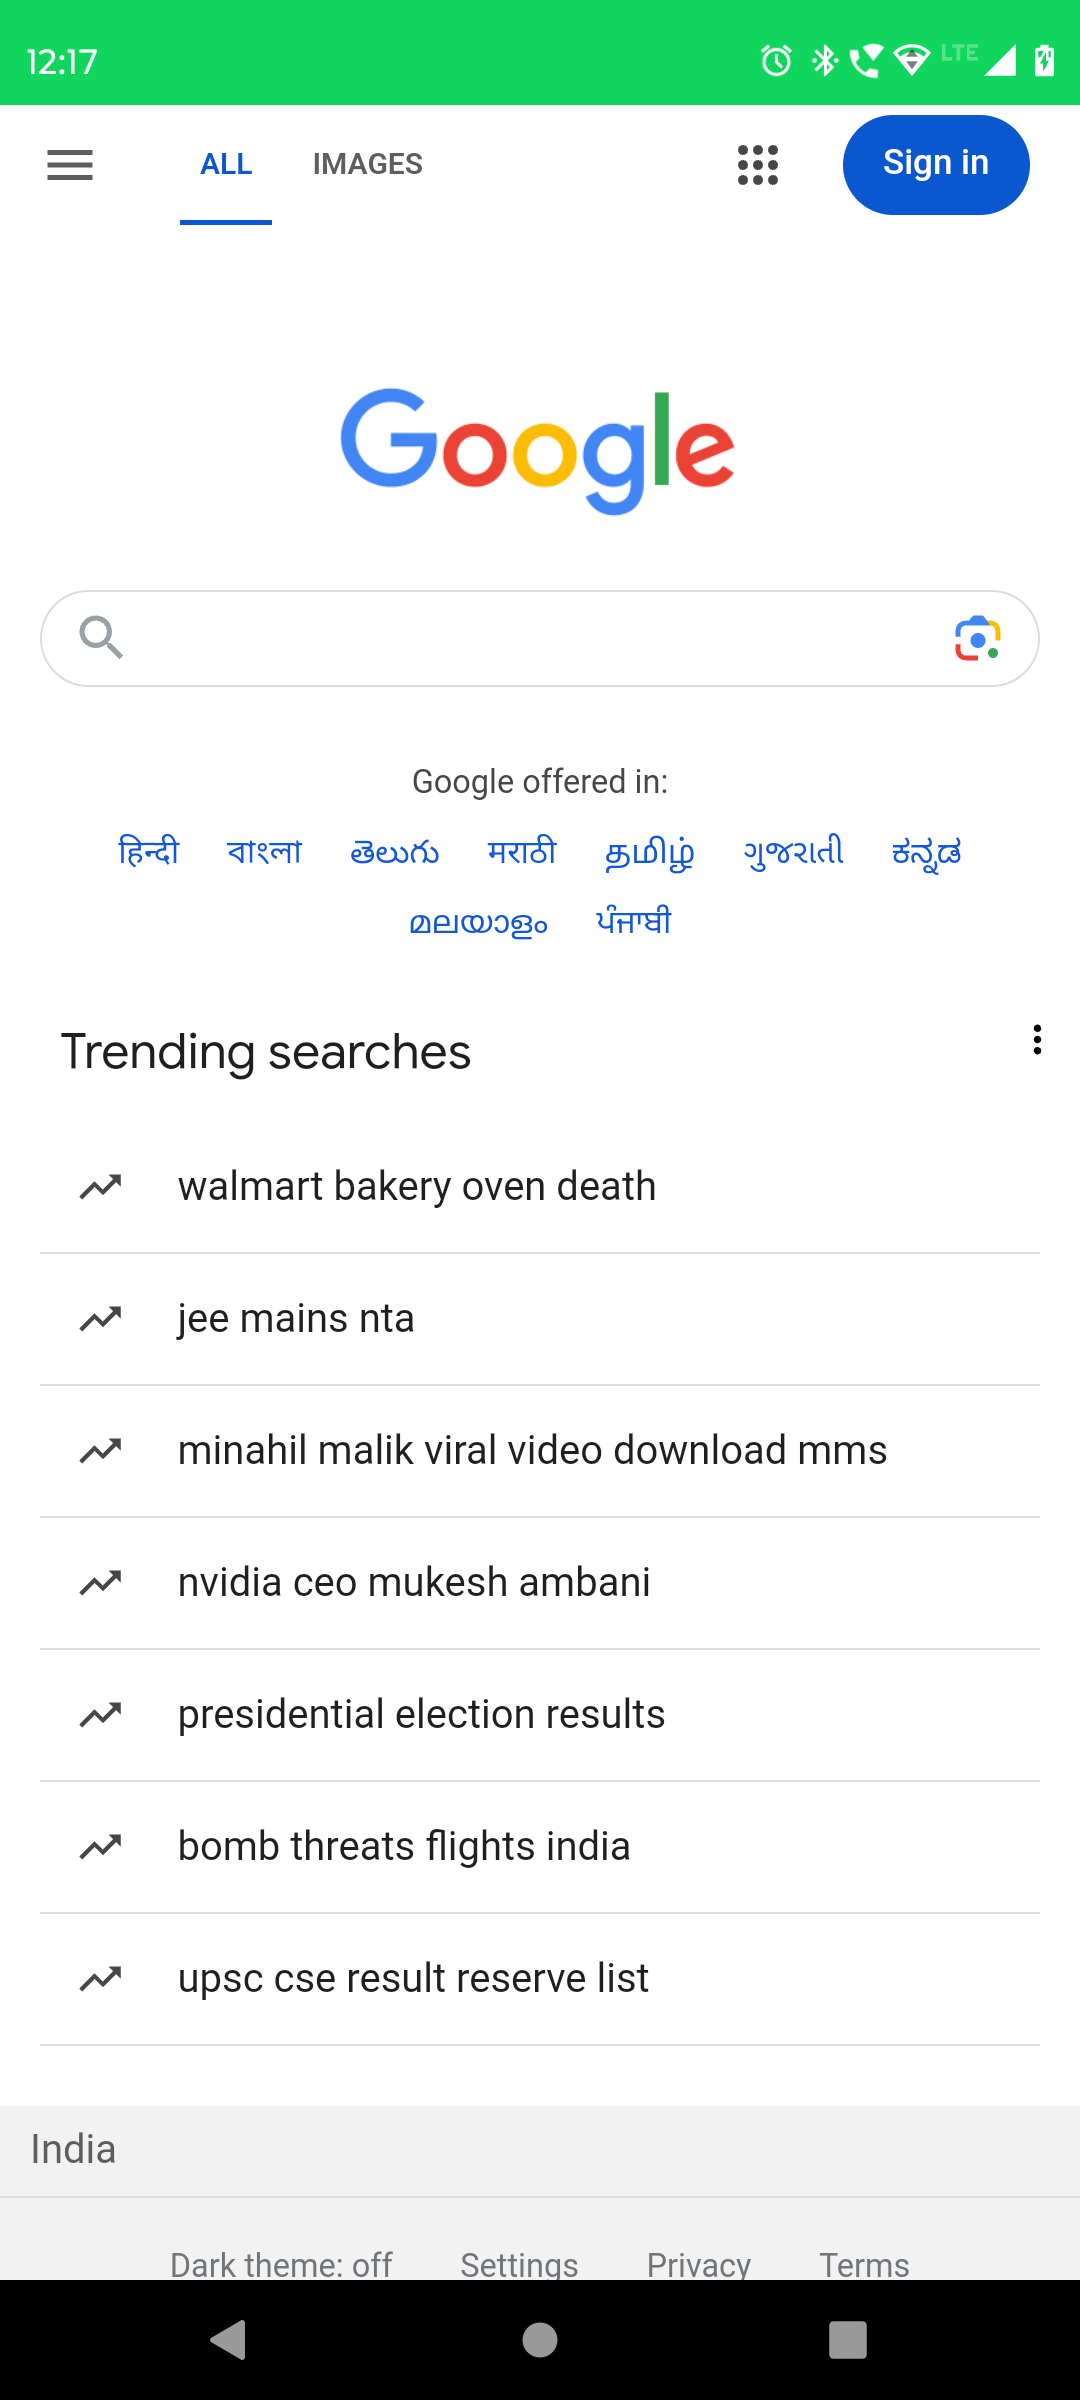 12:17 LTE
ALL IMAGES Sign in
Google
Google offered in:
हिन्दी বাংলা తెలుగు मराठी தமிழ் ગુજરાતી ಕನ್ನಡ
മലയാളം ਪੰਜਾਬੀ
Trending searches
walmart bakery oven death
jee mains nta
minahil malik viral video download mms
nvidia ceo mukesh ambani
presidential election results
bomb threats flights india
upsc cse result reserve list
India
Dark theme: off Settings Privacy Terms